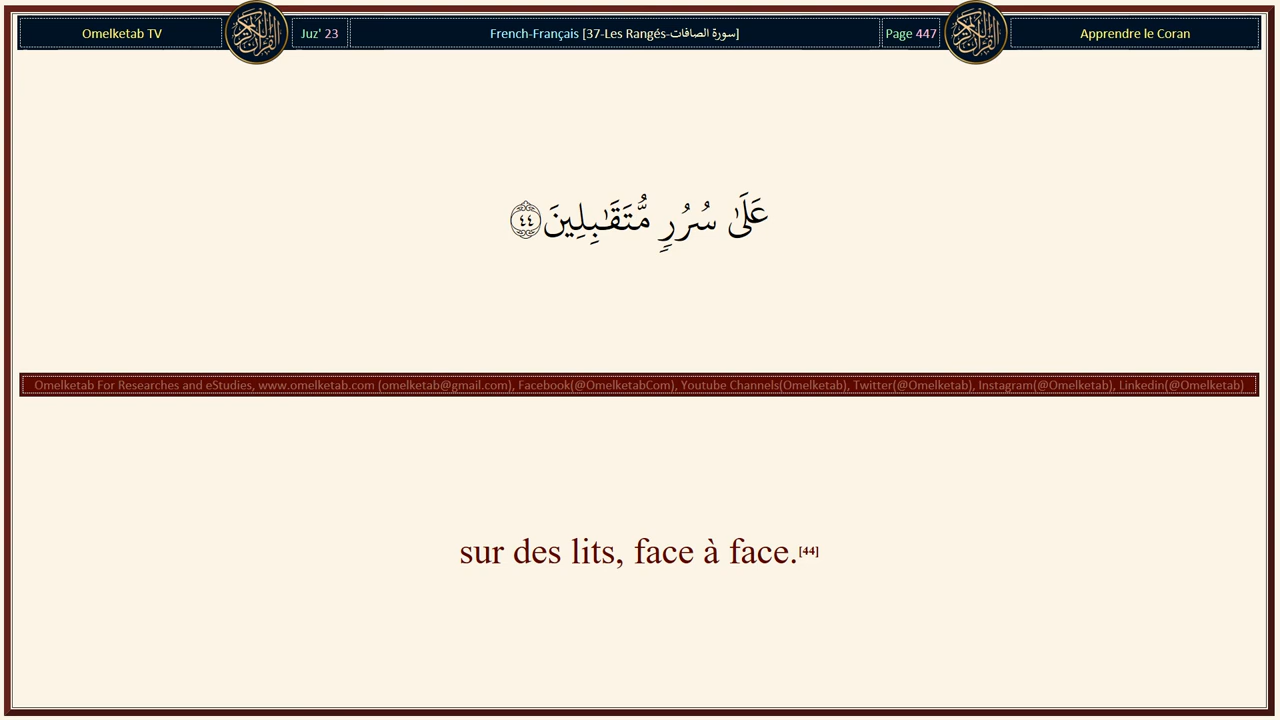 Omelketab TV
Juz' 23
French-Français [37-Les Rangés-سورة الصافات]
Page 447
Apprendre le Coran
عَلَىٰ سُرُرٍ مُّتَقَٰبِلِينَ ٤٤
Omelketab For Researches and eStudies, www.omelketab.com (omelketab@gmail.com), Facebook(@OmelketabCom), Youtube Channels(Omelketab), Twitter(@Omelketab), Instagram(@Omelketab), Linkedin(@Omelketab)
sur des lits, face à face.[44]